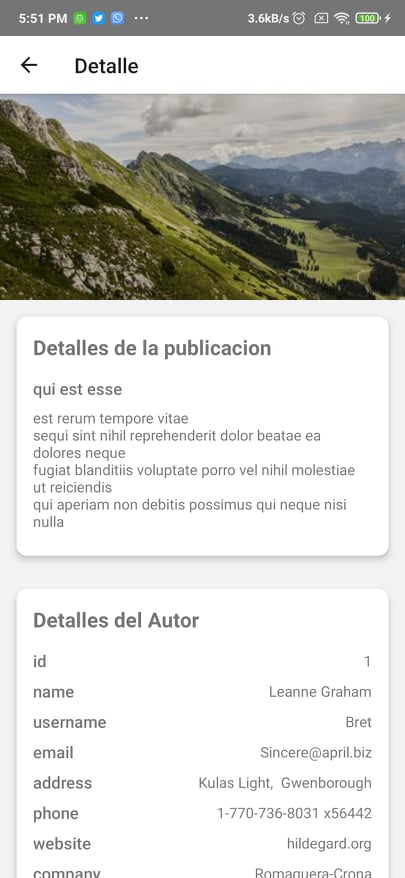 5:51 PM 3.6kB/s 100
Detalle
Detalles de la publicacion
qui est esse
est rerum tempore vitae
sequi sint nihil reprehenderit dolor beatae ea
dolores neque
fugiat blanditiis voluptate porro vel nihil molestiae
ut reiciendis
qui aperiam non debitis possimus qui neque nisi
nulla
Detalles del Autor
id 1
name Leanne Graham
username Bret
email Sincere@april.biz
address Kulas Light,  Gwenborough
phone 1-770-736-8031 x56442
website hildegard.org
company Romaguera-Crona